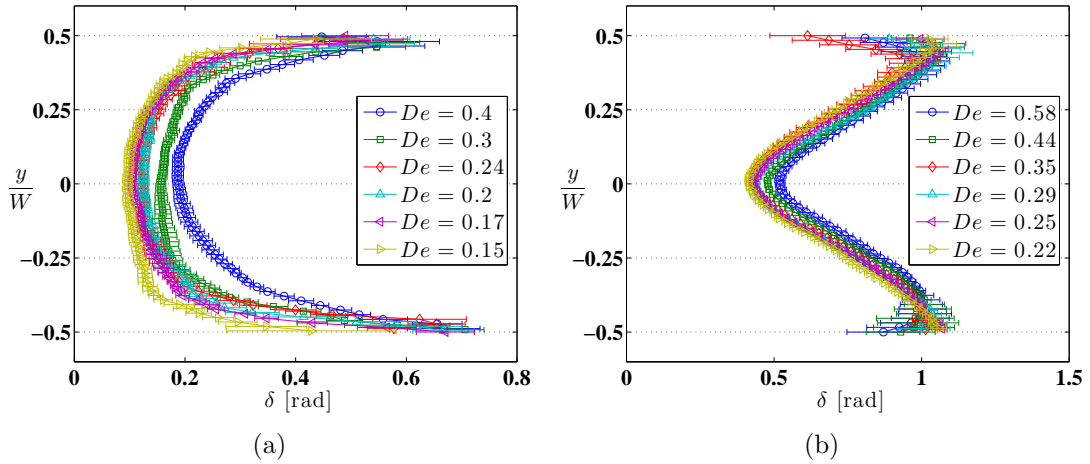 0.5
0.25
0
−0.25
−0.5
y
W
0 0.2 0.4 0.6 0.8
δ [rad]
De = 0.4
De = 0.3
De = 0.24
De = 0.2
De = 0.17
De = 0.15
(a)
0.5
0.25
0
−0.25
−0.5
y
W
0 0.5 1 1.5
δ [rad]
De = 0.58
De = 0.44
De = 0.35
De = 0.29
De = 0.25
De = 0.22
(b)